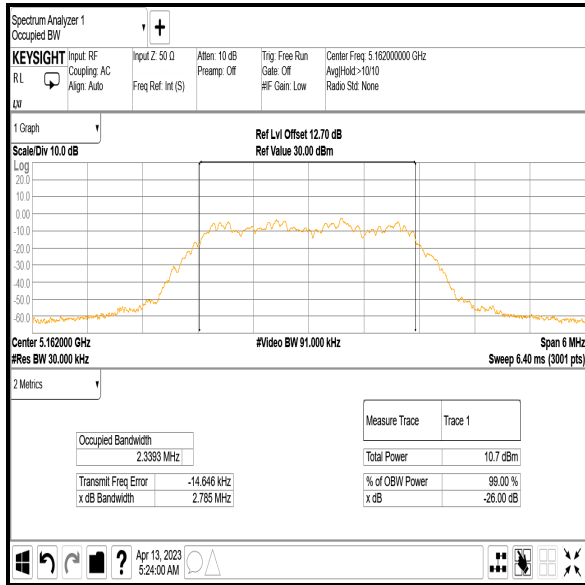 Spectrum Analyzer 1
Occupied BW
KEYSIGHT Input: RF Input Z: 50 Ω Atten: 10 dB Trig: Free Run Center Freq: 5.162000000 GHz
RL Coupling: AC Preamp: Off Gate: Off Avg|Hold:>10/10
Align: Auto Freq Ref: Int (S) #IF Gain: Low Radio Std: None
LXI
1 Graph
Ref Lvl Offset 12.70 dB
Scale/Div 10.0 dB Ref Value 30.00 dBm
Log
20.0
10.0
0.00
-10.0
-20.0
-30.0
-40.0
-50.0
-60.0
Center 5.162000 GHz #Video BW 91.000 kHz Span 6 MHz
#Res BW 30.000 kHz Sweep 6.40 ms (3001 pts)
2 Metrics
Occupied Bandwidth
2.3393 MHz
Transmit Freq Error -14.646 kHz
x dB Bandwidth 2.785 MHz
Measure Trace Trace 1
Total Power 10.7 dBm
% of OBW Power 99.00 %
x dB -26.00 dB
? Apr 13, 2023
5:24:00 AM